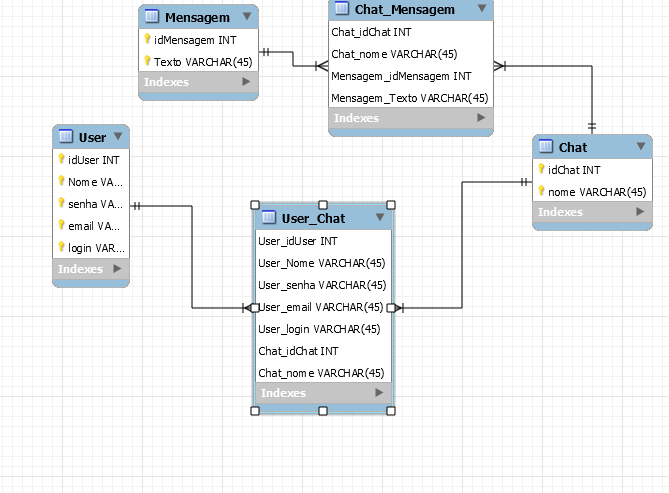 Mensagem
idMensagem INT
Texto VARCHAR(45)
Indexes
Chat_Mensagem
Chat_idChat INT
Chat_nome VARCHAR(45)
Mensagem_idMensagem INT
Mensagem_Texto VARCHAR(45)
Indexes
User
idUser INT
Nome VA...
senha VA...
email VA...
login VAR...
Indexes
Chat
idChat INT
nome VARCHAR(45)
Indexes
User_Chat
User_idUser INT
User_Nome VARCHAR(45)
User_senha VARCHAR(45)
User_email VARCHAR(45)
User_login VARCHAR(45)
Chat_idChat INT
Chat_nome VARCHAR(45)
Indexes